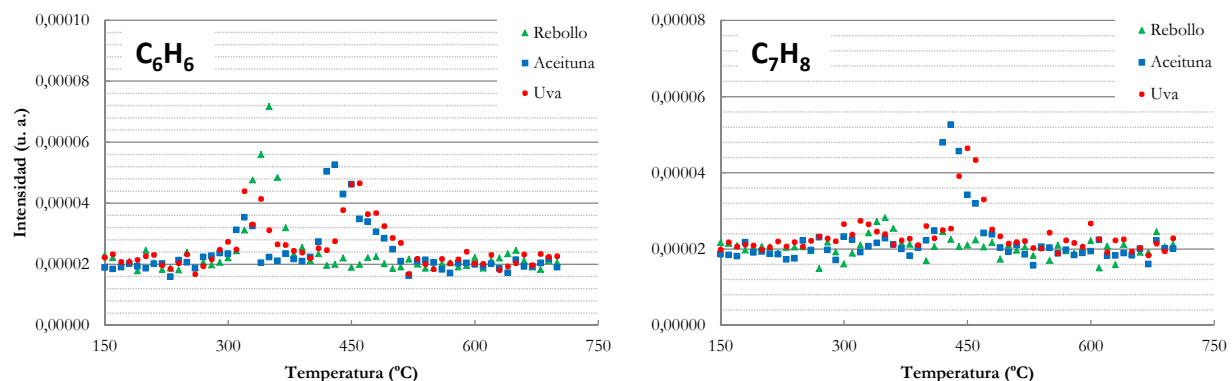 0,00010
0,00008
0,00006
0,00004
0,00002
0,00000
Intensidad (u. a.)
C₆H₆
Rebollo
Aceituna
Uva
150
300
450
600
750
Temperatura (ºC)
0,00008
0,00006
0,00004
0,00002
0,00000
C₇H₈
Rebollo
Aceituna
Uva
150
300
450
600
750
Temperatura (ºC)